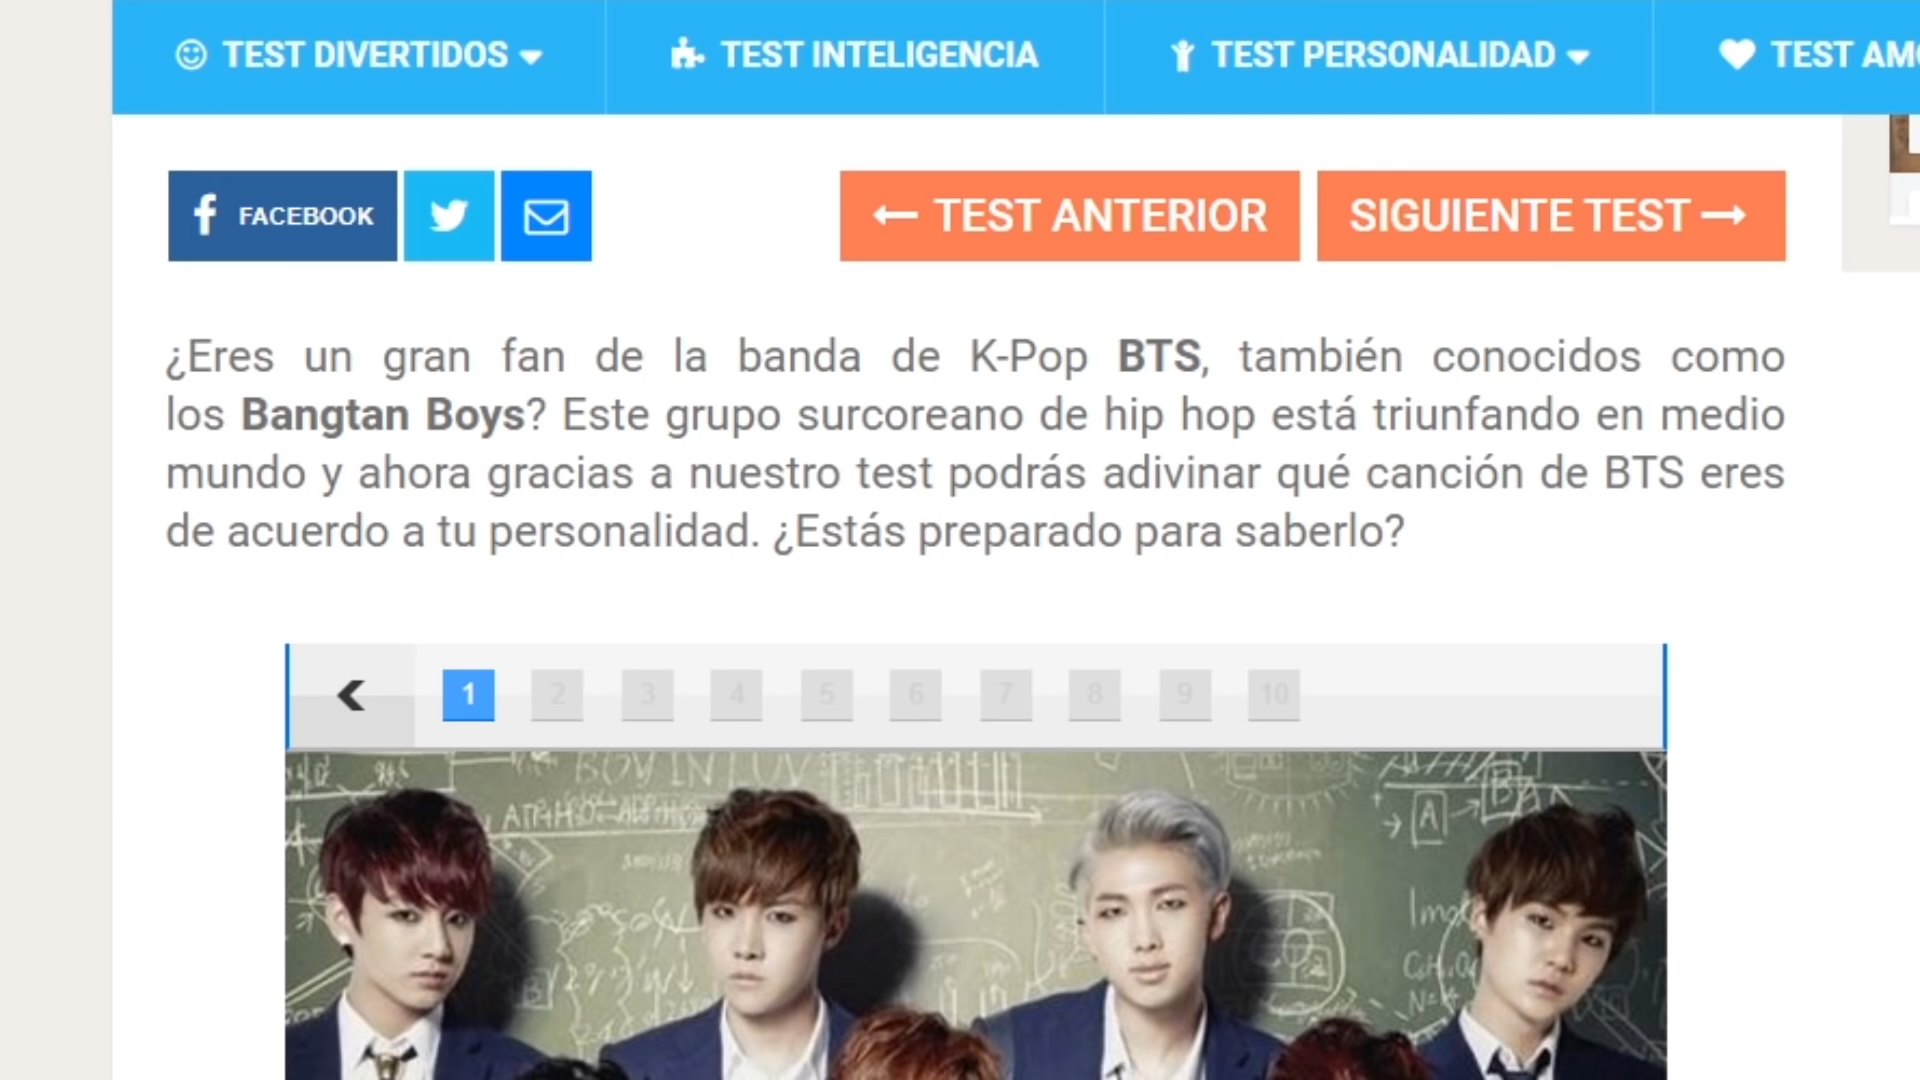 TEST DIVERTIDOS
TEST INTELIGENCIA
TEST PERSONALIDAD
TEST
FACEBOOK
← TEST ANTERIOR
SIGUIENTE TEST →
¿Eres un gran fan de la banda de K-Pop BTS, también conocidos como
los Bangtan Boys? Este grupo surcoreano de hip hop está triunfando en medio
mundo y ahora gracias a nuestro test podrás adivinar qué canción de BTS eres
de acuerdo a tu personalidad. ¿Estás preparado para saberlo?
1 2 3 4 5 6 7 8 9 10
A
B